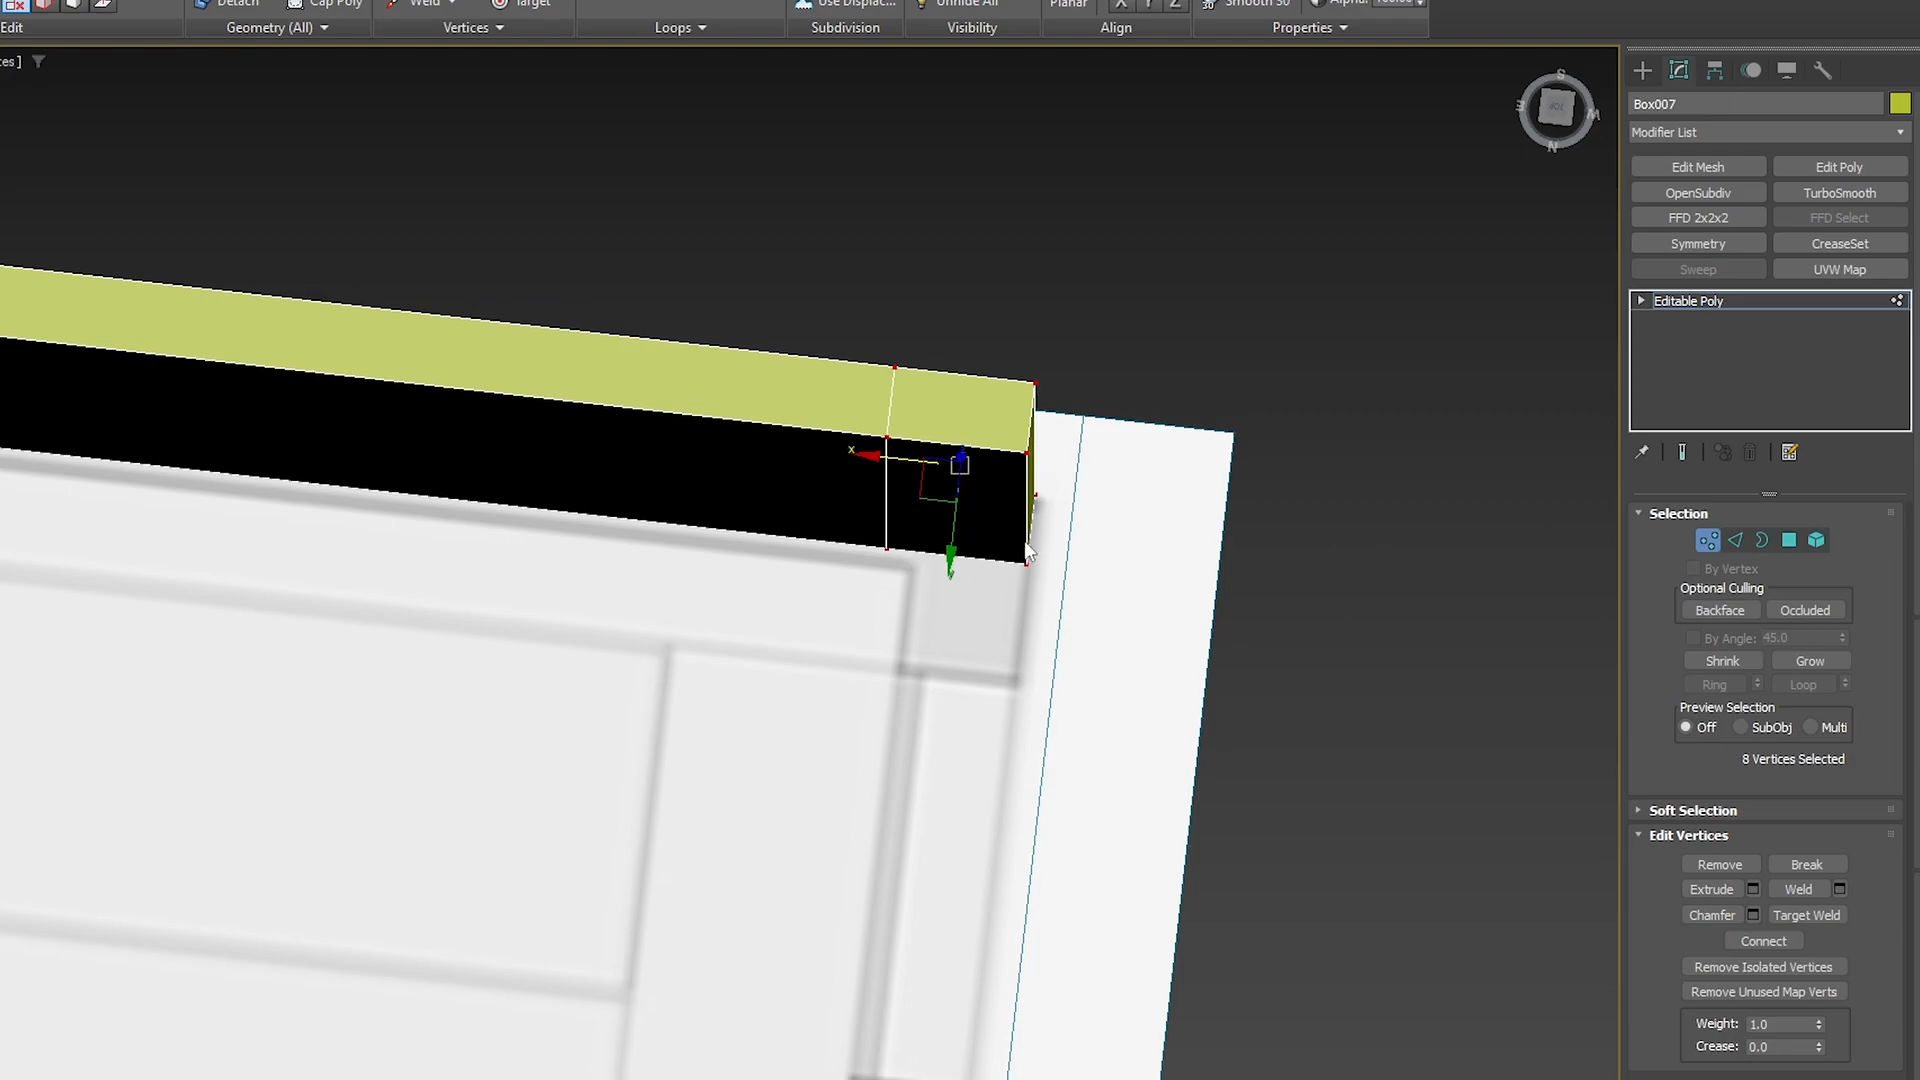 Detach Cap Poly Weld Target Use Displac... Unhide All Planar X Y Z Smooth 30 Alpha:
Edit Geometry (All) Vertices Loops Subdivision Visibility Align Properties
S
TOP
E
W
N
Box007
Modifier List
Edit Mesh Edit Poly
OpenSubdiv TurboSmooth
FFD 2x2x2 FFD Select
Symmetry CreaseSet
Sweep UVW Map
Editable Poly
x
Selection
By Vertex
Optional Culling
Backface Occluded
By Angle: 45.0
Shrink Grow
Ring Loop
Preview Selection
Off SubObj Multi
8 Vertices Selected
Soft Selection
Edit Vertices
Remove Break
Extrude Weld
Chamfer Target Weld
Connect
Remove Isolated Vertices
Remove Unused Map Verts
Weight: 1.0
Crease: 0.0